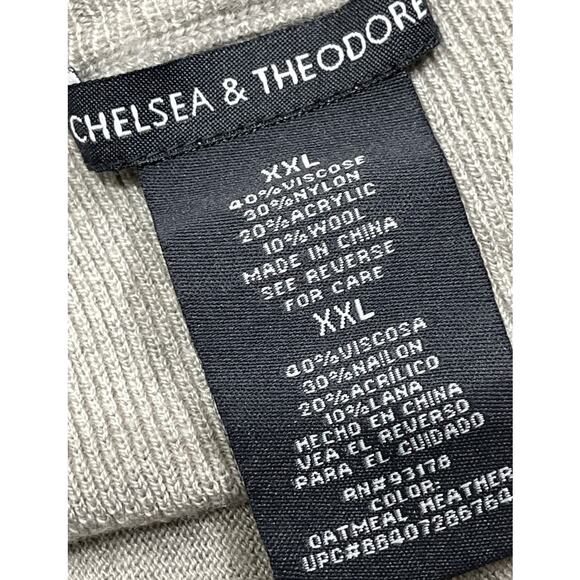 CHELSEA & THEODORE
XXL
40%VISCOSE
30%NYLON
20%ACRYLIC
10%WOOL
MADE IN CHINA
SEE REVERSE
FOR CARE
XXL
40%VISCOSA
30%NAILON
20%ACRILICO
10%LANA
HECHO EN CHINA
VEA EL REVERSO
PARA EL CUIDADO
RN#93178
COLOR:
OATMEAL HEATHER